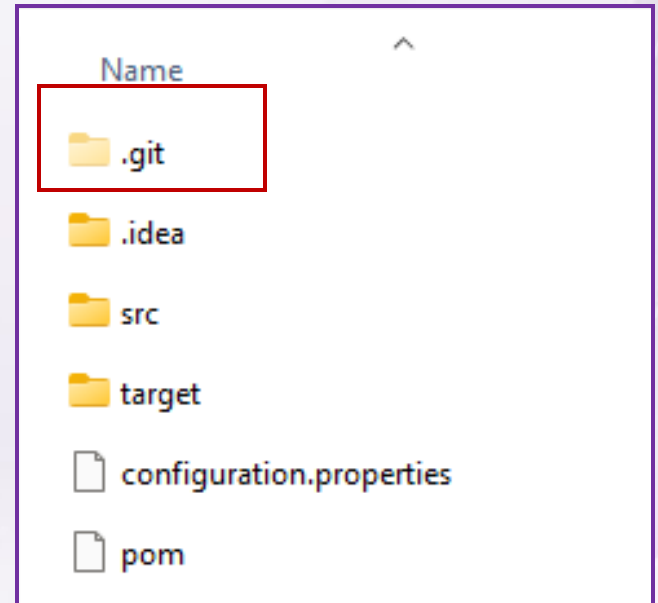 Name
.git
.idea
src
target
configuration.properties
pom